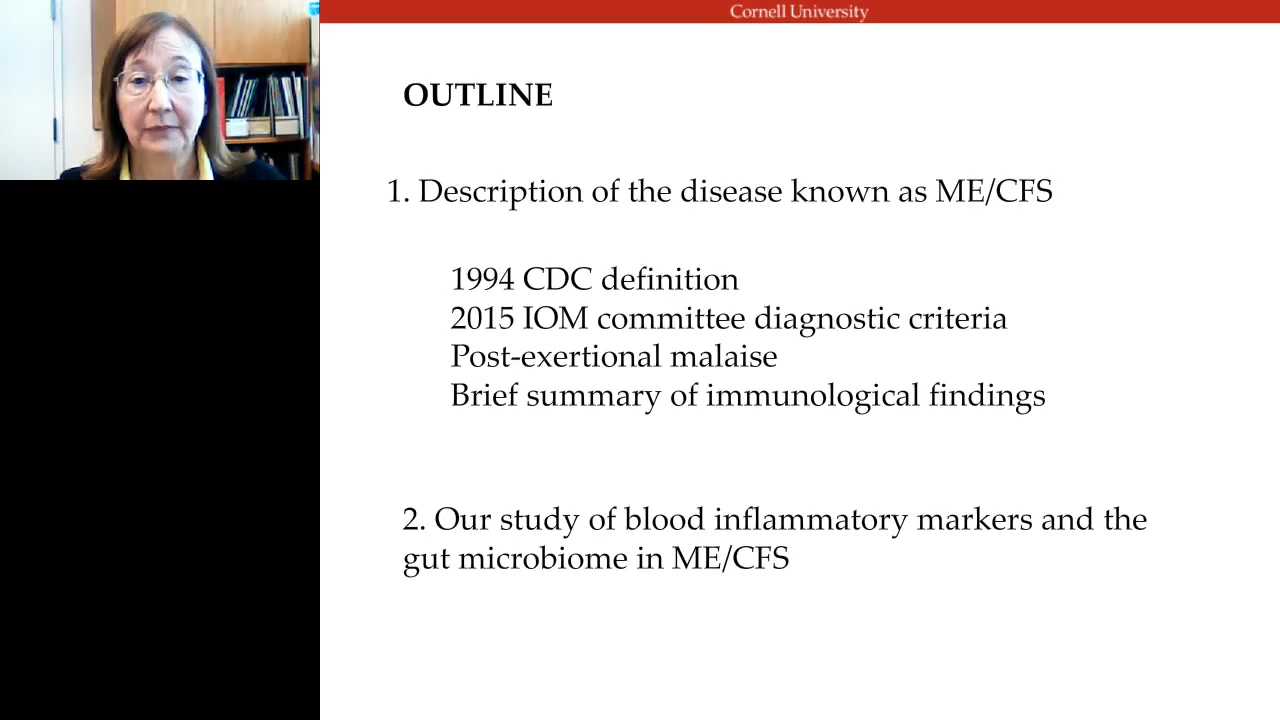 Cornell University
OUTLINE
1. Description of the disease known as ME/CFS
1994 CDC definition
2015 IOM committee diagnostic criteria
Post-exertional malaise
Brief summary of immunological findings
2. Our study of blood inflammatory markers and the
gut microbiome in ME/CFS